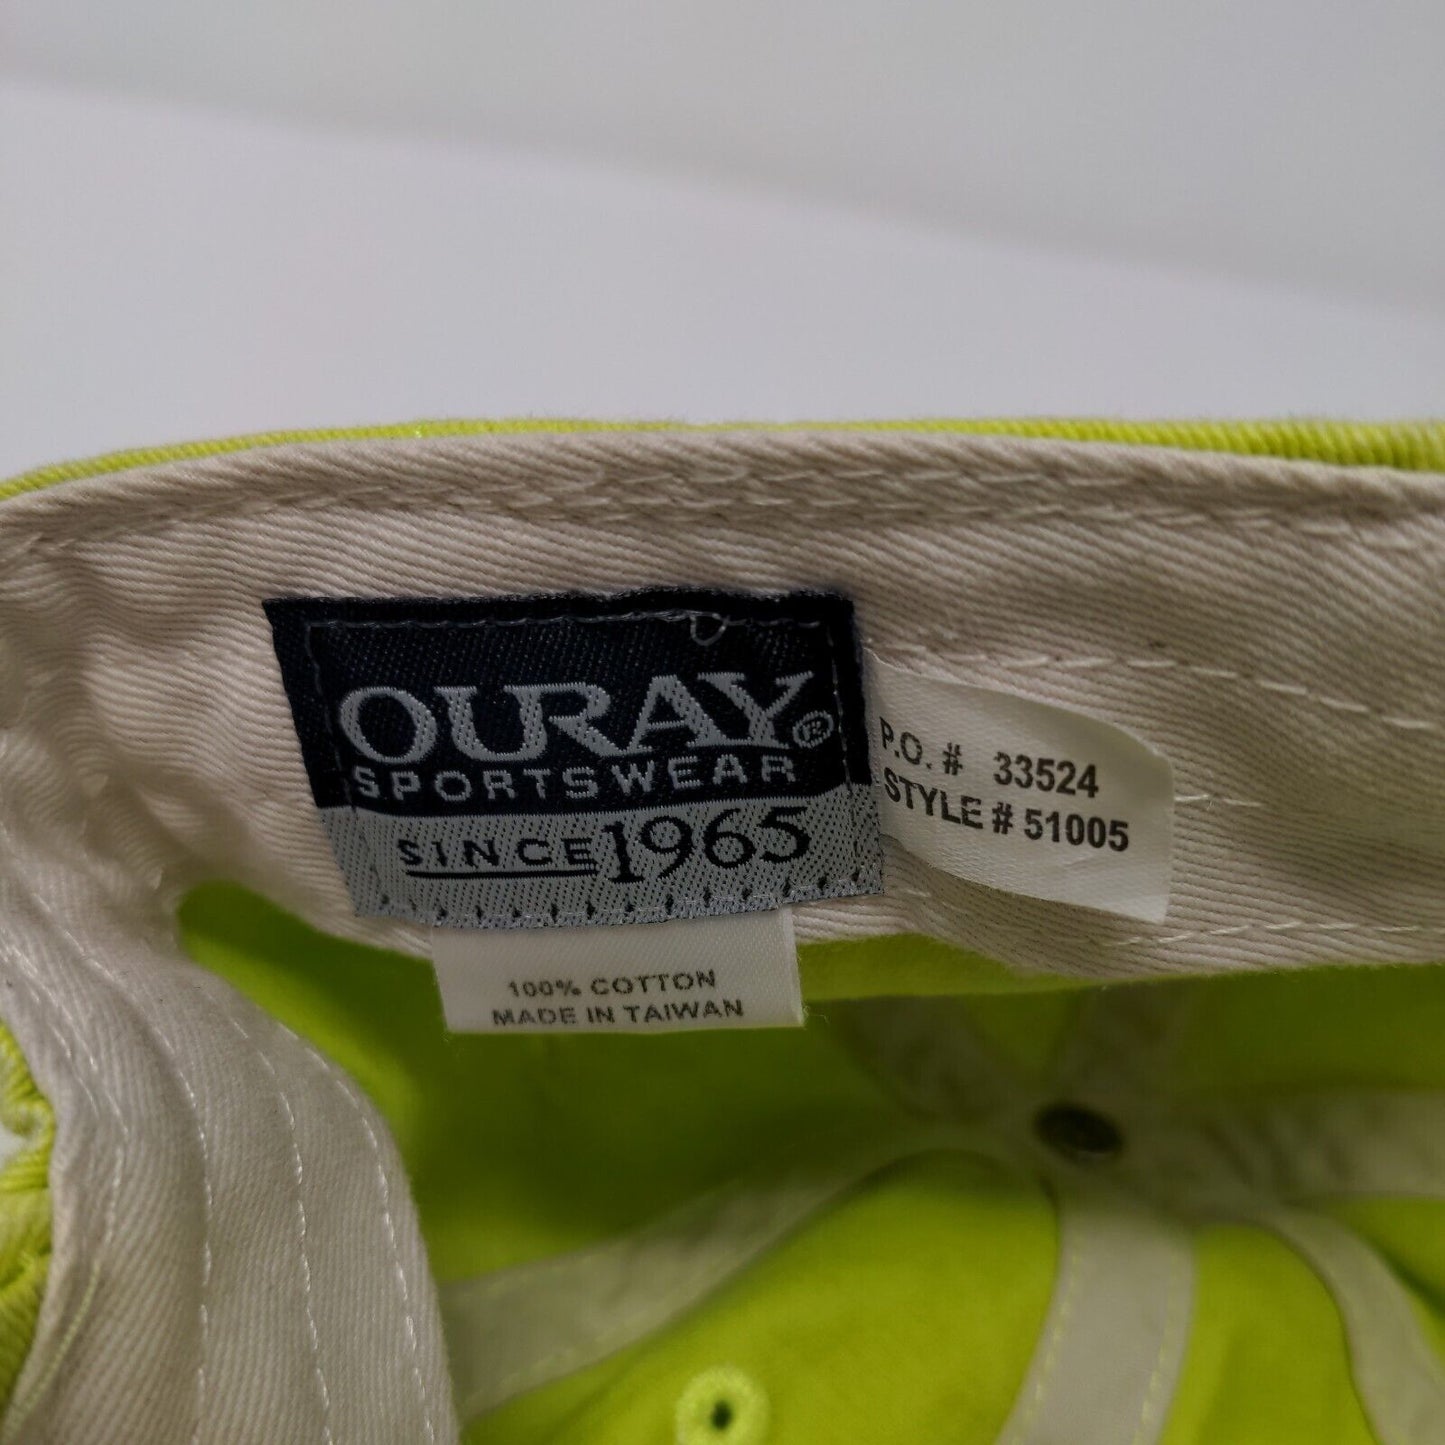 OURAY®
SPORTSWEAR
SINCE 1965
P.O. # 33524
STYLE # 51005
100% COTTON
MADE IN TAIWAN